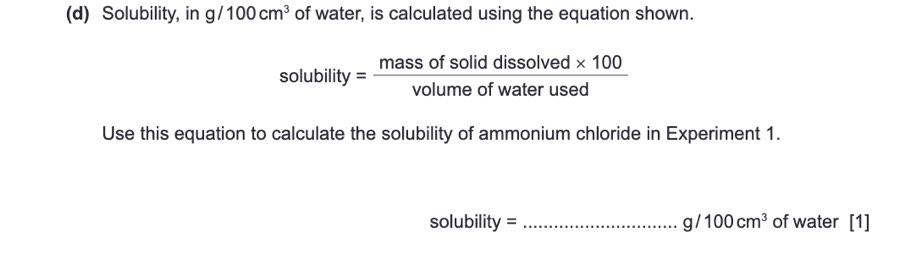 (d) Solubility, in g/100 cm³ of water, is calculated using the equation shown.
solubility = mass of solid dissolved × 100
volume of water used
Use this equation to calculate the solubility of ammonium chloride in Experiment 1.
solubility = .............................. g/100 cm³ of water [1]